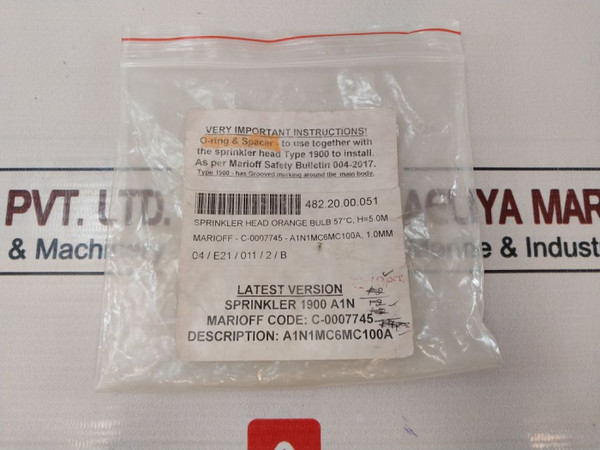 VERY IMPORTANT INSTRUCTIONS!
O-ring & Spacer - to use together with
the sprinkler head Type 1900 to install.
As per Marioff Safety Bulletin 004-2017.
Type 1900 - has Grooved marking around the main body.
482.20.00.051
SPRINKLER HEAD ORANGE BULB 57°C, H=5.0M
MARIOFF - C-0007745 - A1N1MC6MC100A, 1.0MM
C4 / E21 / 011 / 2 / B
LATEST VERSION
SPRINKLER 1900 A1N
MARIOFF CODE: C-0007745
DESCRIPTION: A1N1MC6MC100A
PVT. LTD.
& Machinery
MAR
& Indust